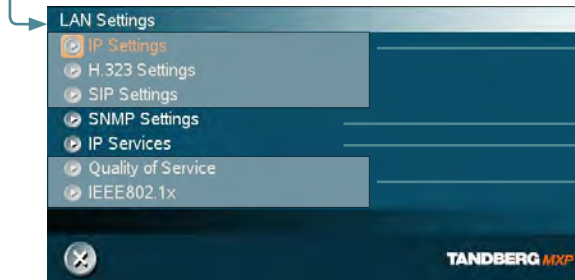 LAN Settings
IP Settings
H.323 Settings
SIP Settings
SNMP Settings
IP Services
Quality of Service
IEEE802.1x
TANDBERG MXP